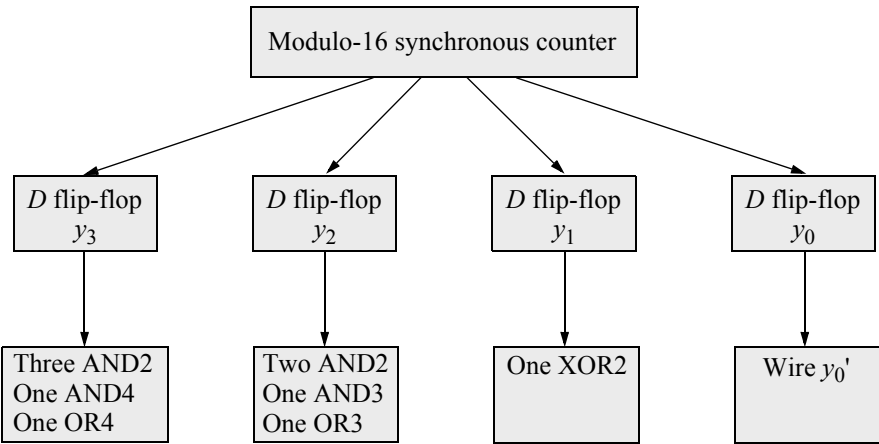 Modulo-16 synchronous counter
D flip-flop
y3
D flip-flop
y2
D flip-flop
y1
D flip-flop
y0
Three AND2
One AND4
One OR4
Two AND2
One AND3
One OR3
One XOR2
Wire y0'